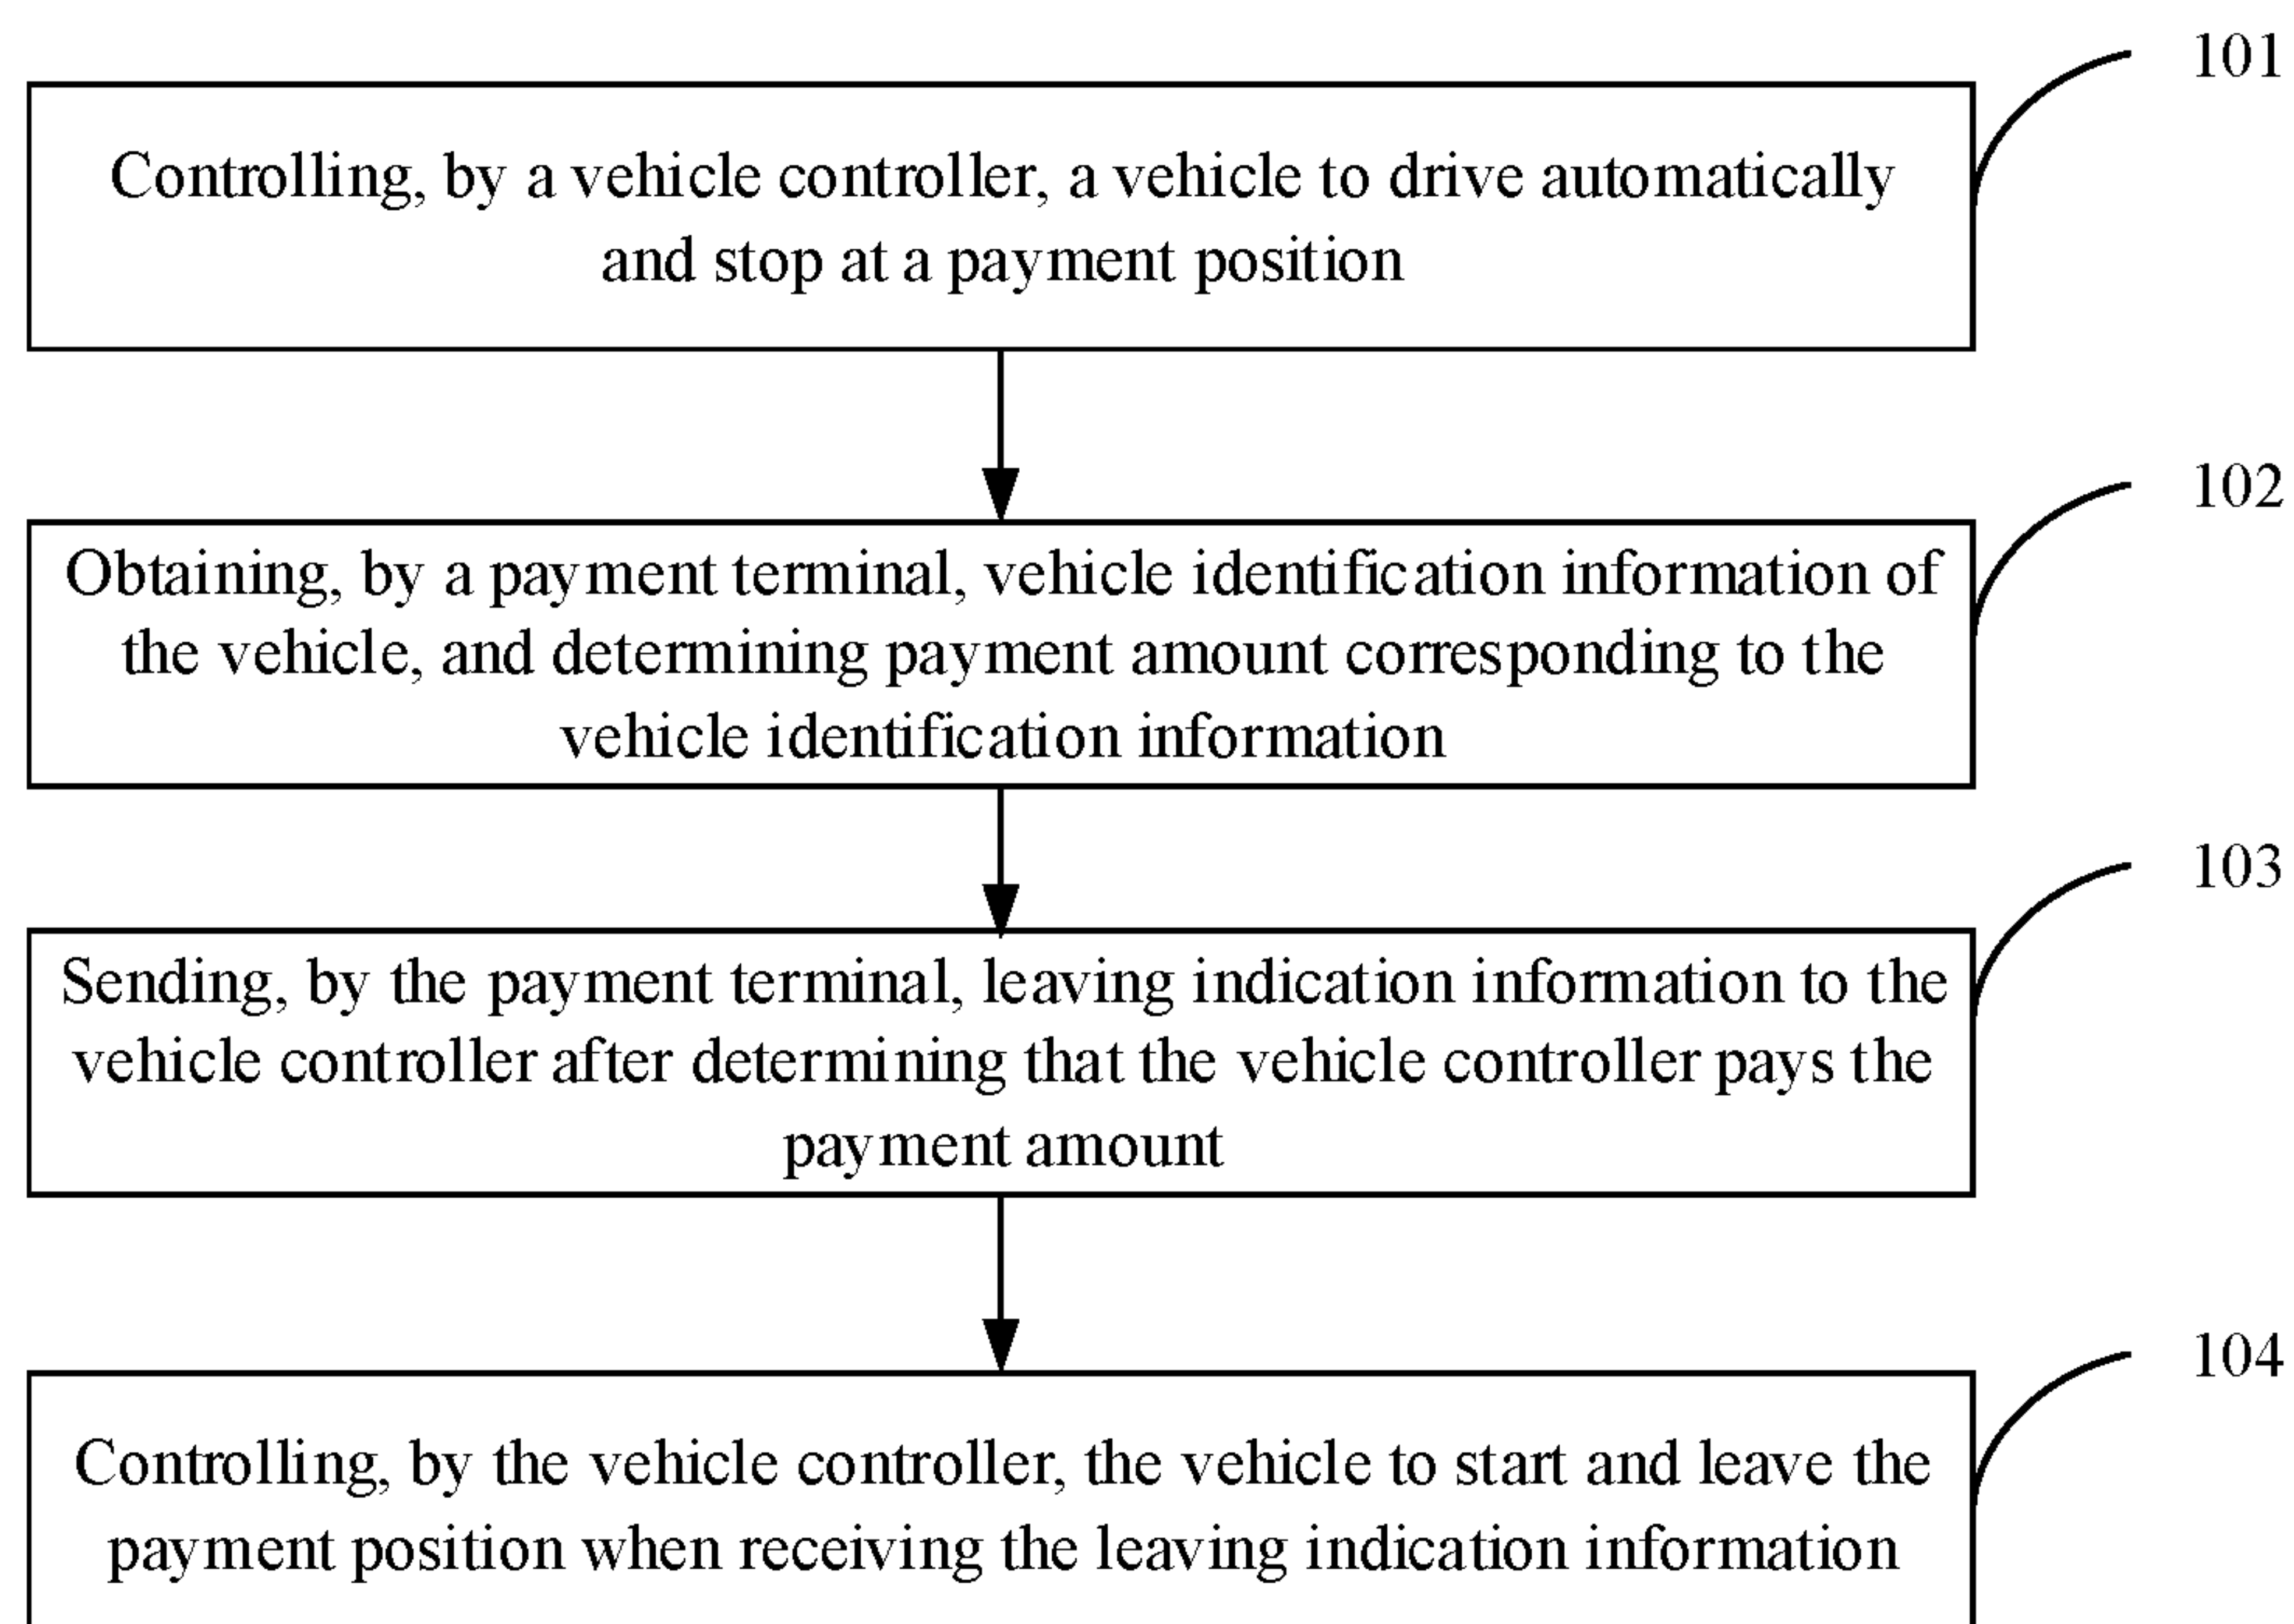 101
Controlling, by a vehicle controller, a vehicle to drive automatically
and stop at a payment position
102
Obtaining, by a payment terminal, vehicle identification information of
the vehicle, and determining payment amount corresponding to the
vehicle identification information
103
Sending, by the payment terminal, leaving indication information to the
vehicle controller after determining that the vehicle controller pays the
payment amount
104
Controlling, by the vehicle controller, the vehicle to start and leave the
payment position when receiving the leaving indication information